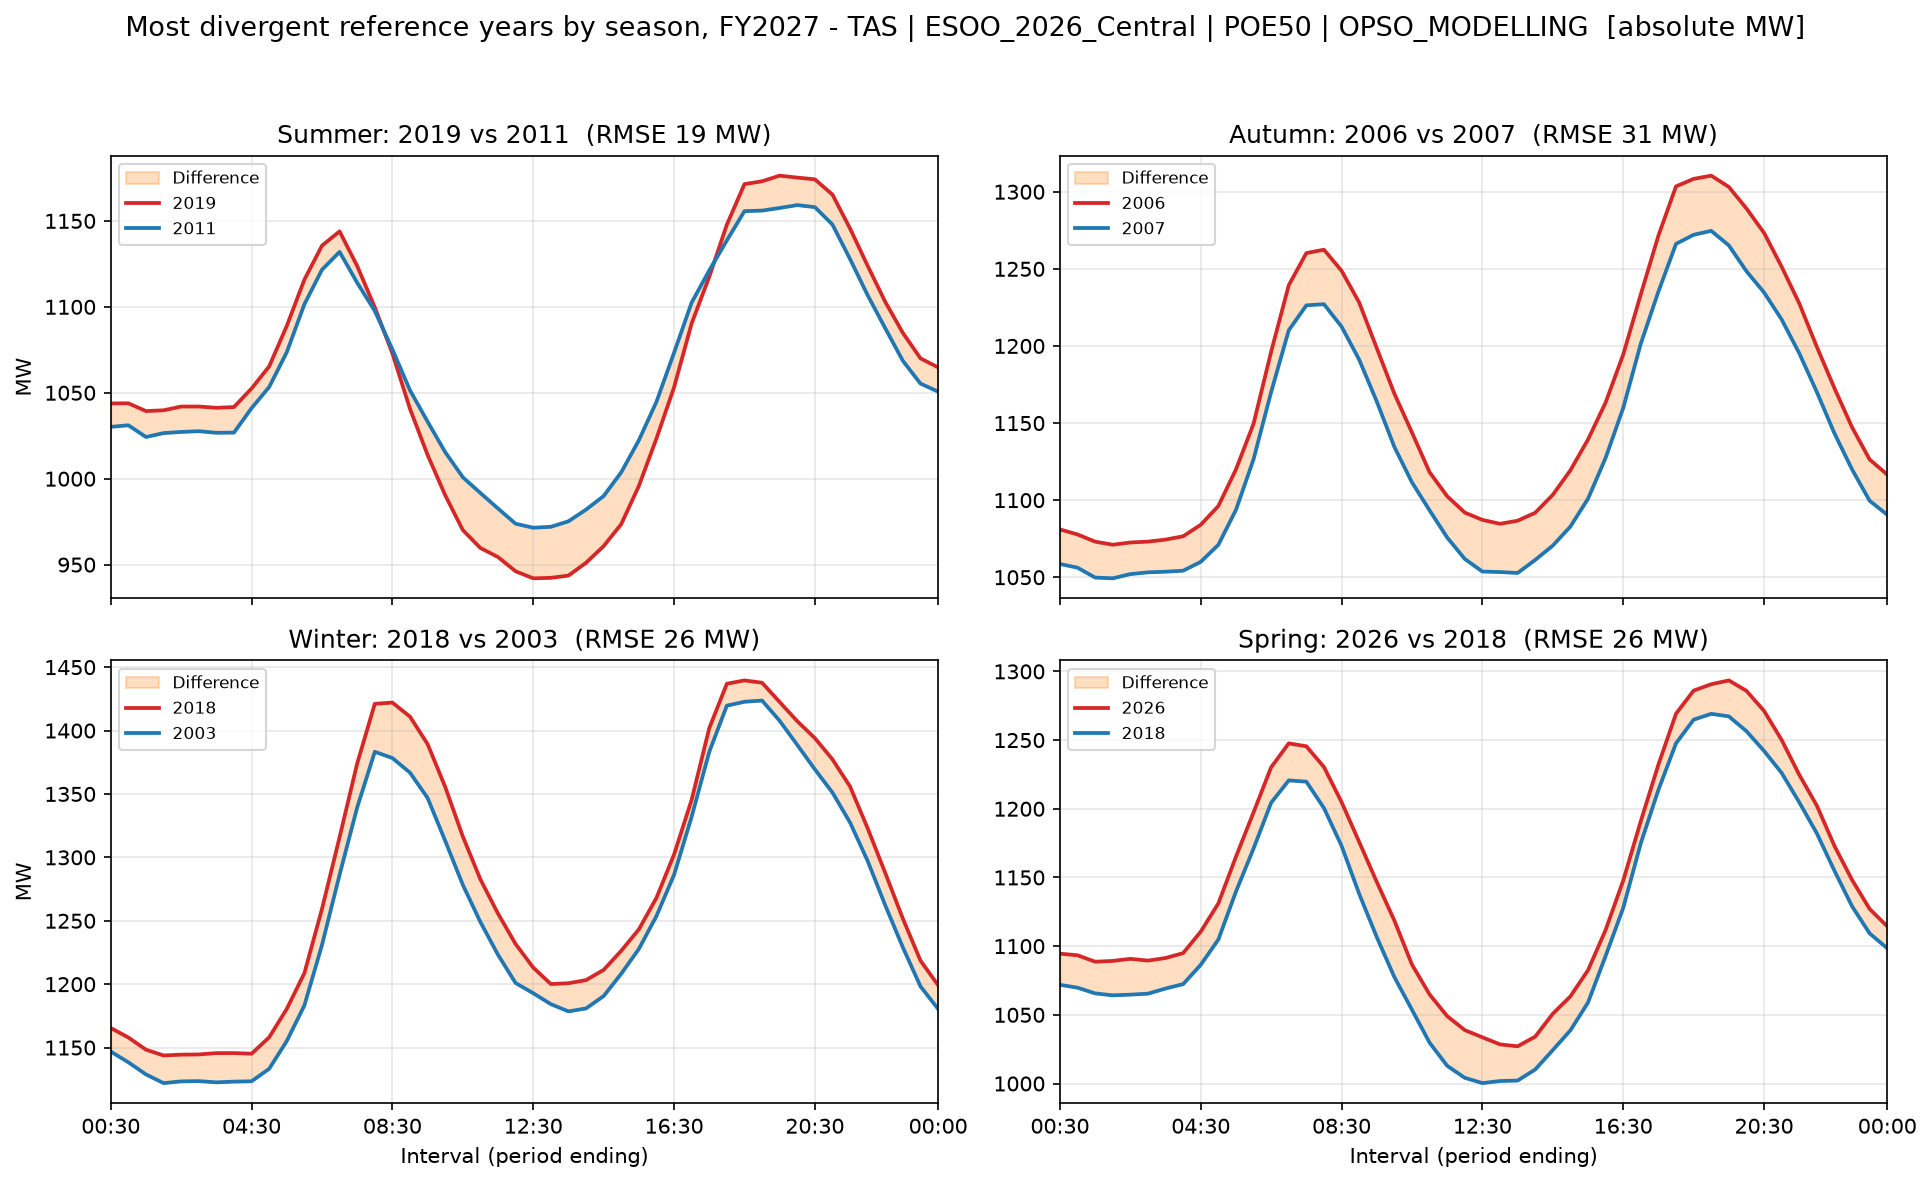 Most divergent reference years by season, FY2027 - TAS | ESOO_2026_Central | POE50 | OPSO_MODELLING  [absolute MW]
Summer: 2019 vs 2011  (RMSE 19 MW)
Difference
2019
2011
MW
1150
1100
1050
1000
950
Autumn: 2006 vs 2007  (RMSE 31 MW)
Difference
2006
2007
1300
1250
1200
1150
1100
1050
Winter: 2018 vs 2003  (RMSE 26 MW)
Difference
2018
2003
MW
1450
1400
1350
1300
1250
1200
1150
00:30 04:30 08:30 12:30 16:30 20:30 00:00
Interval (period ending)
Spring: 2026 vs 2018  (RMSE 26 MW)
Difference
2026
2018
1300
1250
1200
1150
1100
1050
1000
00:30 04:30 08:30 12:30 16:30 20:30 00:00
Interval (period ending)